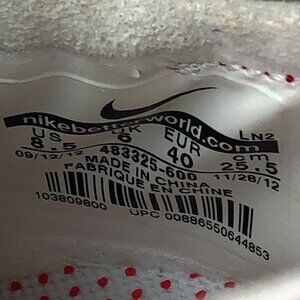 nikebetterworld.com
US UK EUR cm LN2
8.5 6 40 25.5
09/12/12 11/28/12
483325-600
MADE IN CHINA
FABRIQUE EN CHINE
103809800
UPC 00886550644853